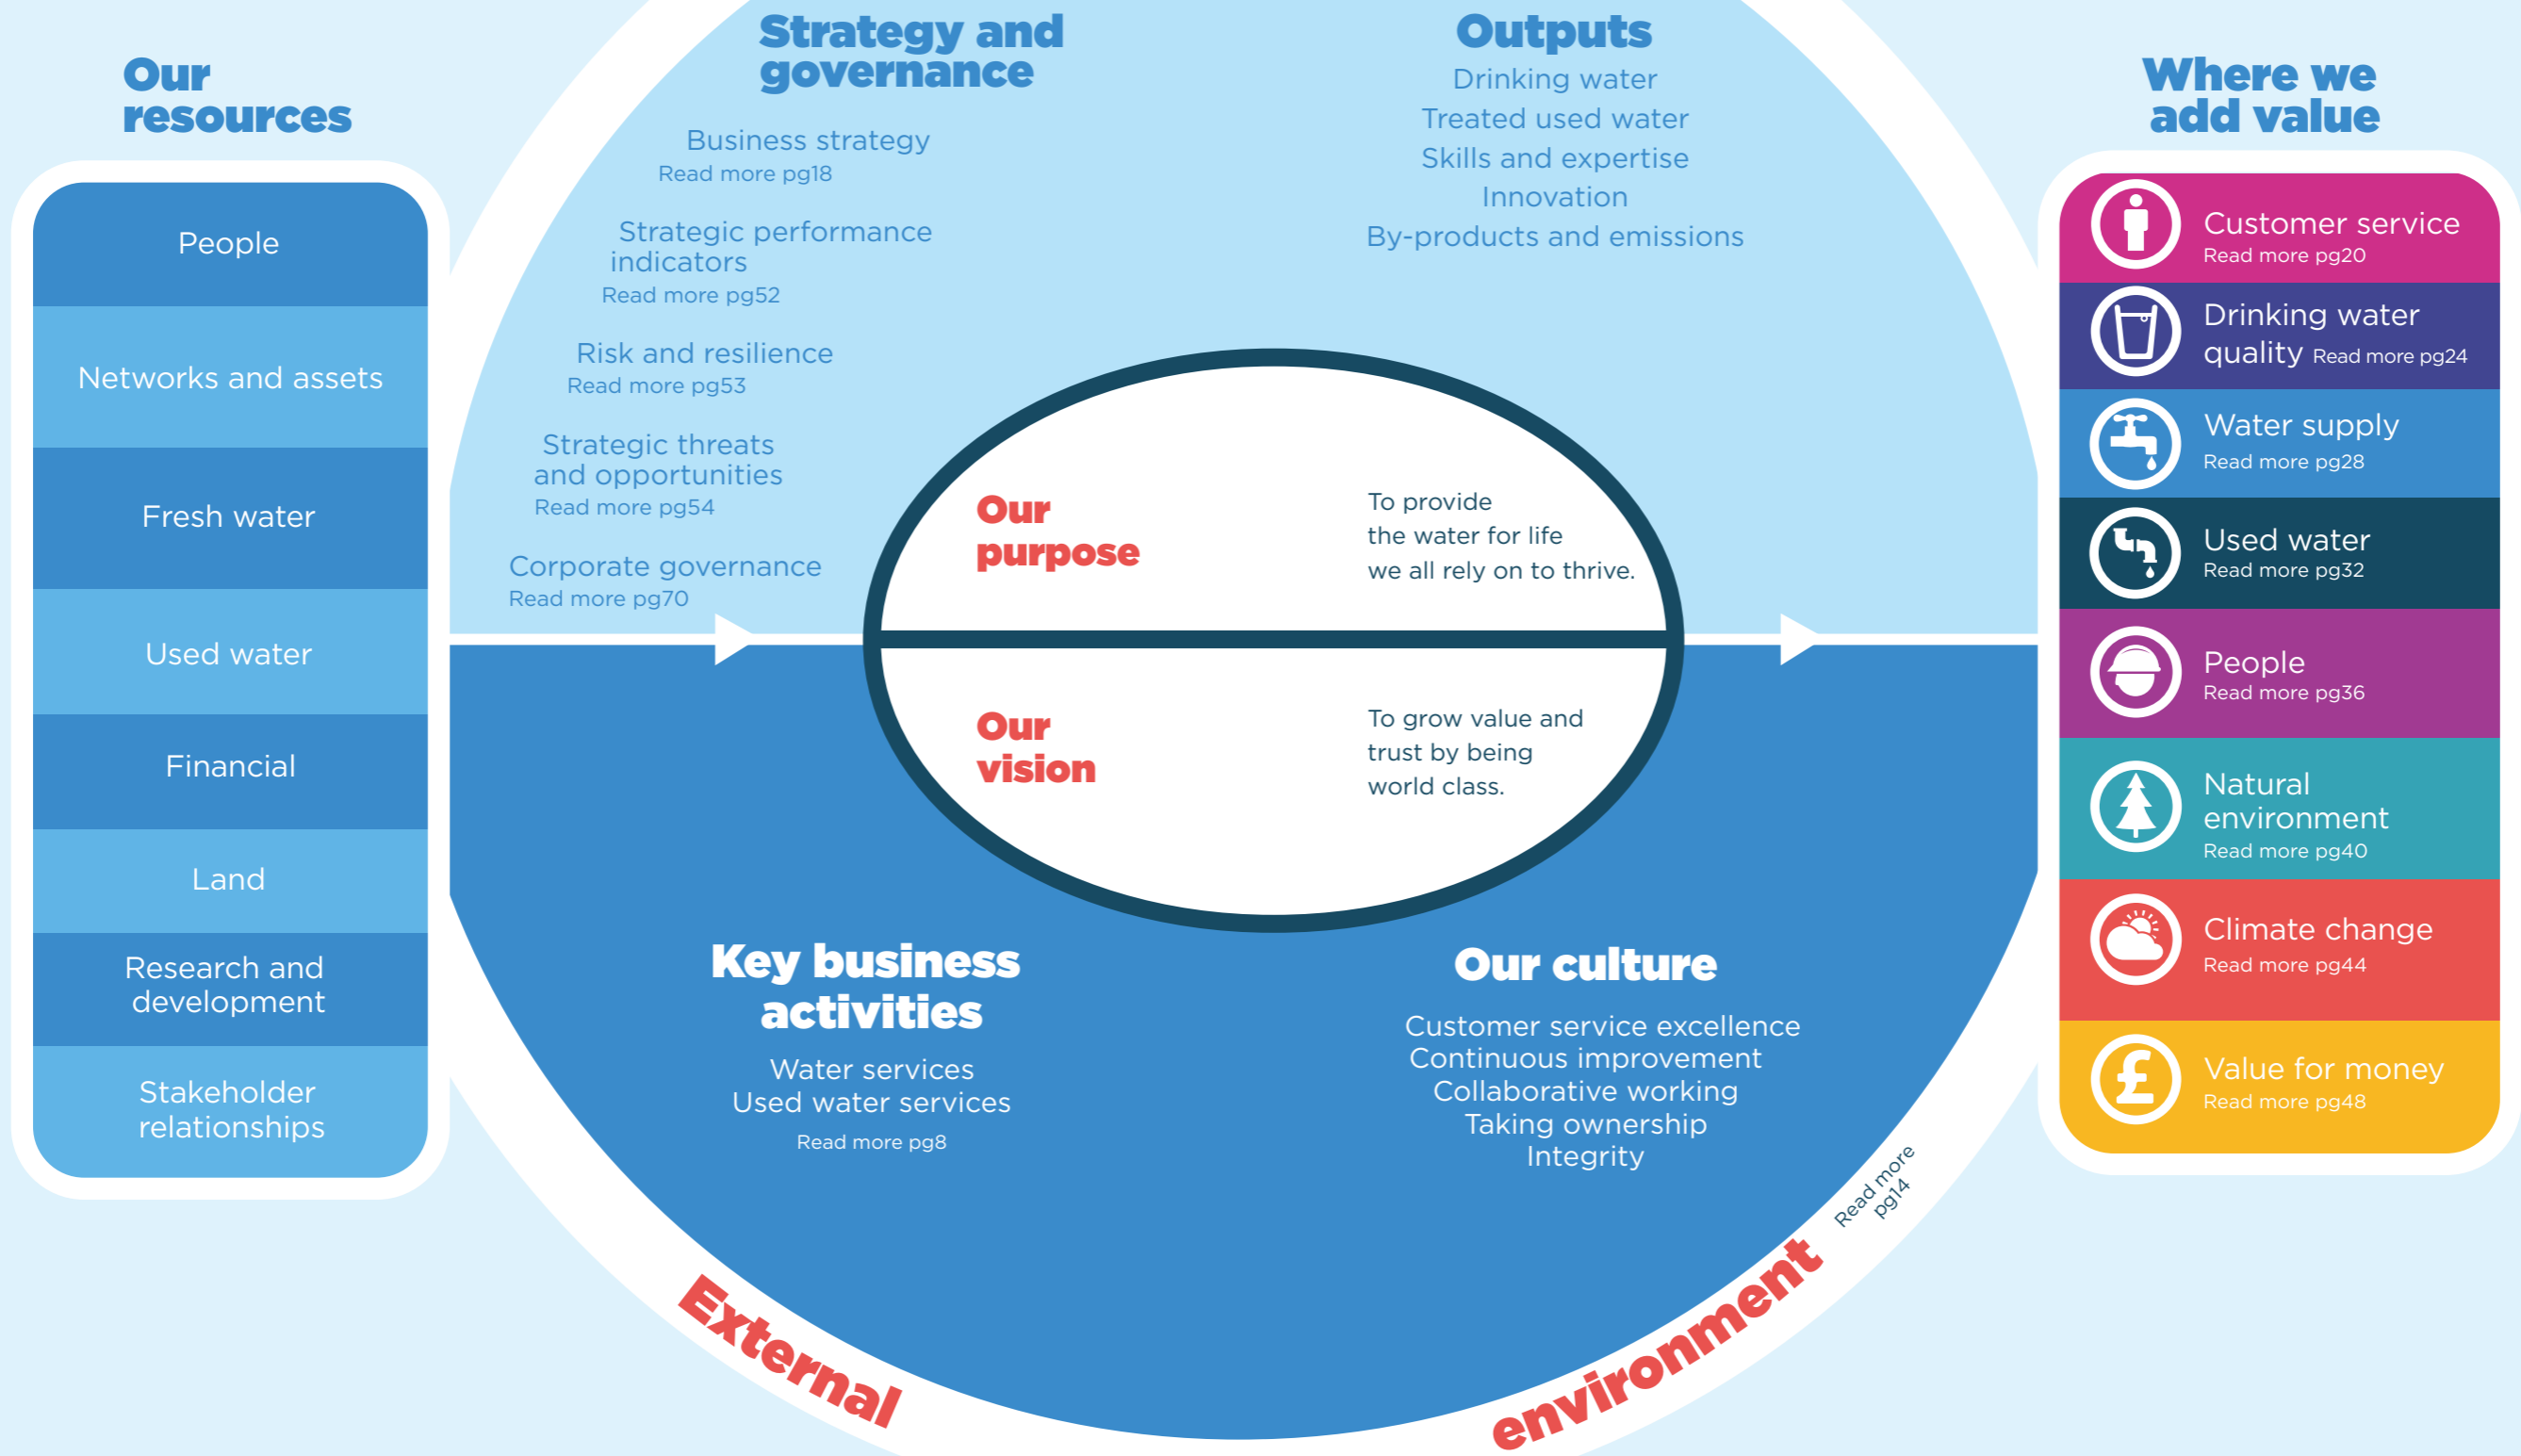 Our
resources
People
Networks and assets
Fresh water
Used water
Financial
Land
Research and
development
Stakeholder
relationships
Strategy and
governance
Business strategy
Read more pg18
Strategic performance
indicators
Read more pg52
Risk and resilience
Read more pg53
Strategic threats
and opportunities
Read more pg54
Corporate governance
Read more pg70
Outputs
Drinking water
Treated used water
Skills and expertise
Innovation
By-products and emissions
Our
purpose
To provide
the water for life
we all rely on to thrive.
Our
vision
To grow value and
trust by being
world class.
Key business
activities
Water services
Used water services
Read more pg8
Our culture
Customer service excellence
Continuous improvement
Collaborative working
Taking ownership
Integrity
External
environment
Read more
pg14
Where we
add value
Customer service
Read more pg20
Drinking water
quality Read more pg24
Water supply
Read more pg28
Used water
Read more pg32
People
Read more pg36
Natural
environment
Read more pg40
Climate change
Read more pg44
Value for money
Read more pg48